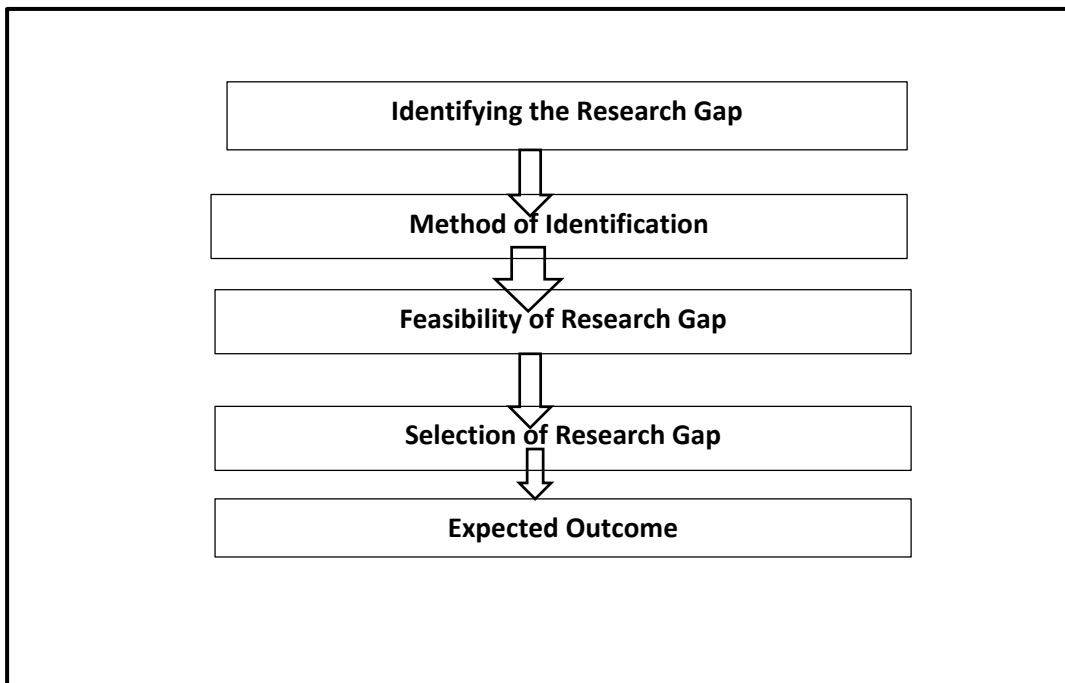 Identifying the Research Gap
Method of Identification
Feasibility of Research Gap
Selection of Research Gap
Expected Outcome